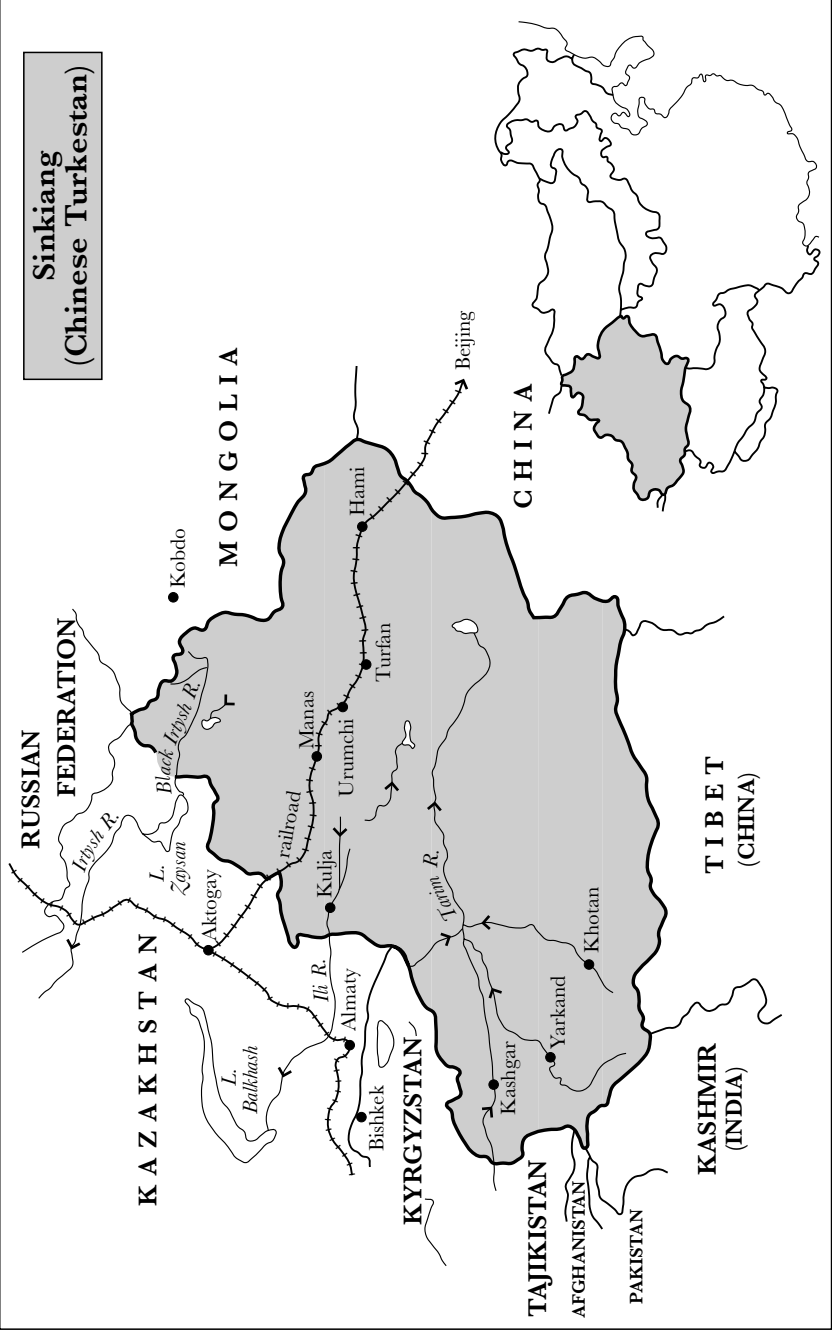 Sinkiang
(Chinese Turkestan)
RUSSIAN
FEDERATION
Irtysh R.
L.
Zaysan
Black Irtysh R.
Kobdo
MONGOLIA
KAZAKHSTAN
Aktogay
railroad
Manas
Urumchi
Turfan
Hami
Beijing
CHINA
L.
Balkhash
Ili R.
Kulja
Almaty
Bishkek
KYRGYZSTAN
Tarim R.
Kashgar
Yarkand
Khotan
TAJIKISTAN
AFGHANISTAN
PAKISTAN
KASHMIR
(INDIA)
TIBET
(CHINA)